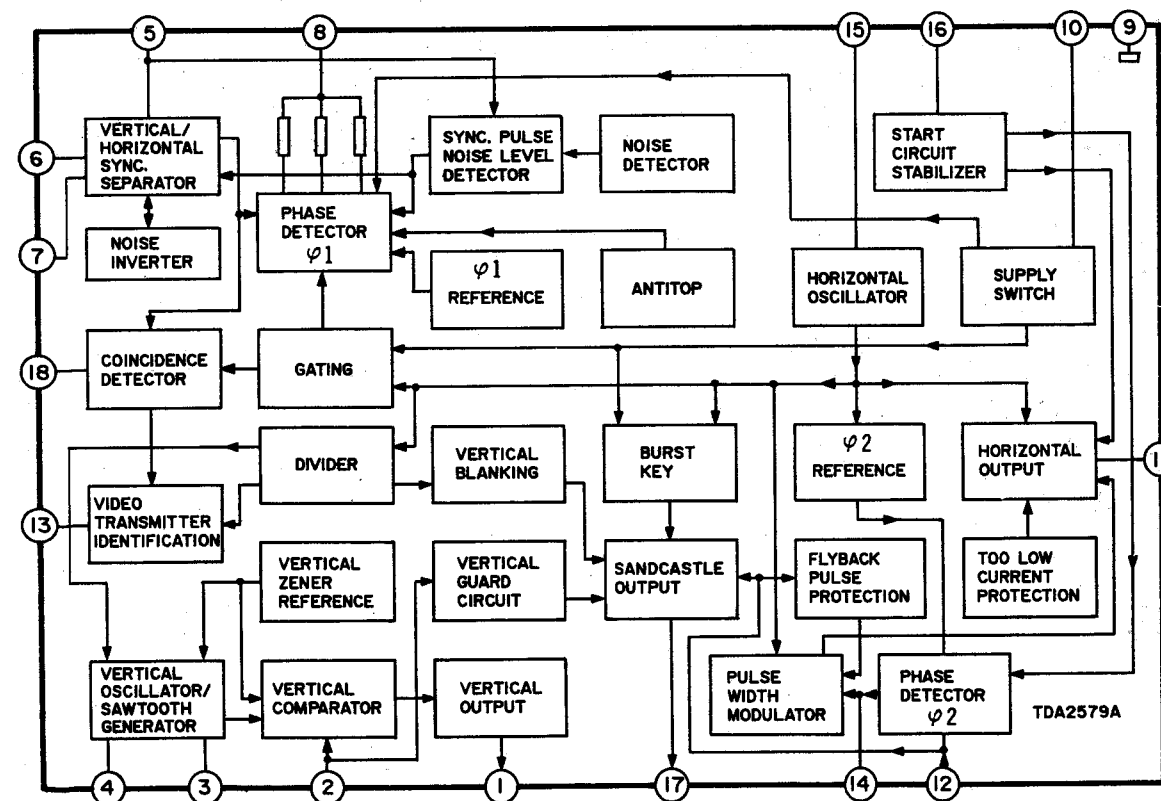 5 8 15 16 10 9
VERTICAL/
HORIZONTAL
SYNC.
SEPARATOR
SYNC. PULSE
NOISE LEVEL
DETECTOR
NOISE
DETECTOR
START
CIRCUIT
STABILIZER
6
7
NOISE
INVERTER
PHASE
DETECTOR
φ1
φ1
REFERENCE
ANTITOP
HORIZONTAL
OSCILLATOR
SUPPLY
SWITCH
18
COINCIDENCE
DETECTOR
GATING
DIVIDER
VERTICAL
BLANKING
BURST
KEY
φ2
REFERENCE
HORIZONTAL
OUTPUT
13
VIDEO
TRANSMITTER
IDENTIFICATION
VERTICAL
ZENER
REFERENCE
VERTICAL
GUARD
CIRCUIT
SANDCASTLE
OUTPUT
FLYBACK
PULSE
PROTECTION
TOO LOW
CURRENT
PROTECTION
VERTICAL
OSCILLATOR/
SAWTOOTH
GENERATOR
VERTICAL
COMPARATOR
VERTICAL
OUTPUT
PULSE
WIDTH
MODULATOR
PHASE
DETECTOR
φ2
TDA2579A
4 3 2 1 17 14 12